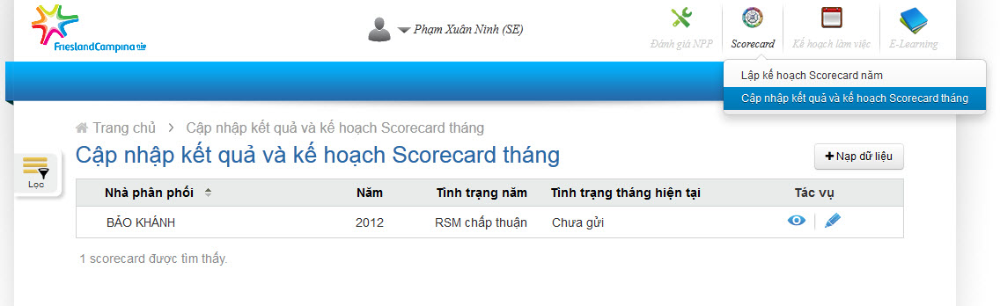 FrieslandCampina
Phạm Xuân Ninh (SE)
Đánh giá NPP
Scorecard
Kế hoạch làm việc
E-Learning
Lập kế hoạch Scorecard năm
Cập nhập kết quả và kế hoạch Scorecard tháng
Trang chủ > Cập nhập kết quả và kế hoạch Scorecard tháng
Cập nhập kết quả và kế hoạch Scorecard tháng
+ Nạp dữ liệu
Lọc
Nhà phân phối Năm Tình trạng năm Tình trạng tháng hiện tại Tác vụ
BẢO KHÁNH 2012 RSM chấp thuận Chưa gửi
1 scorecard được tìm thấy.